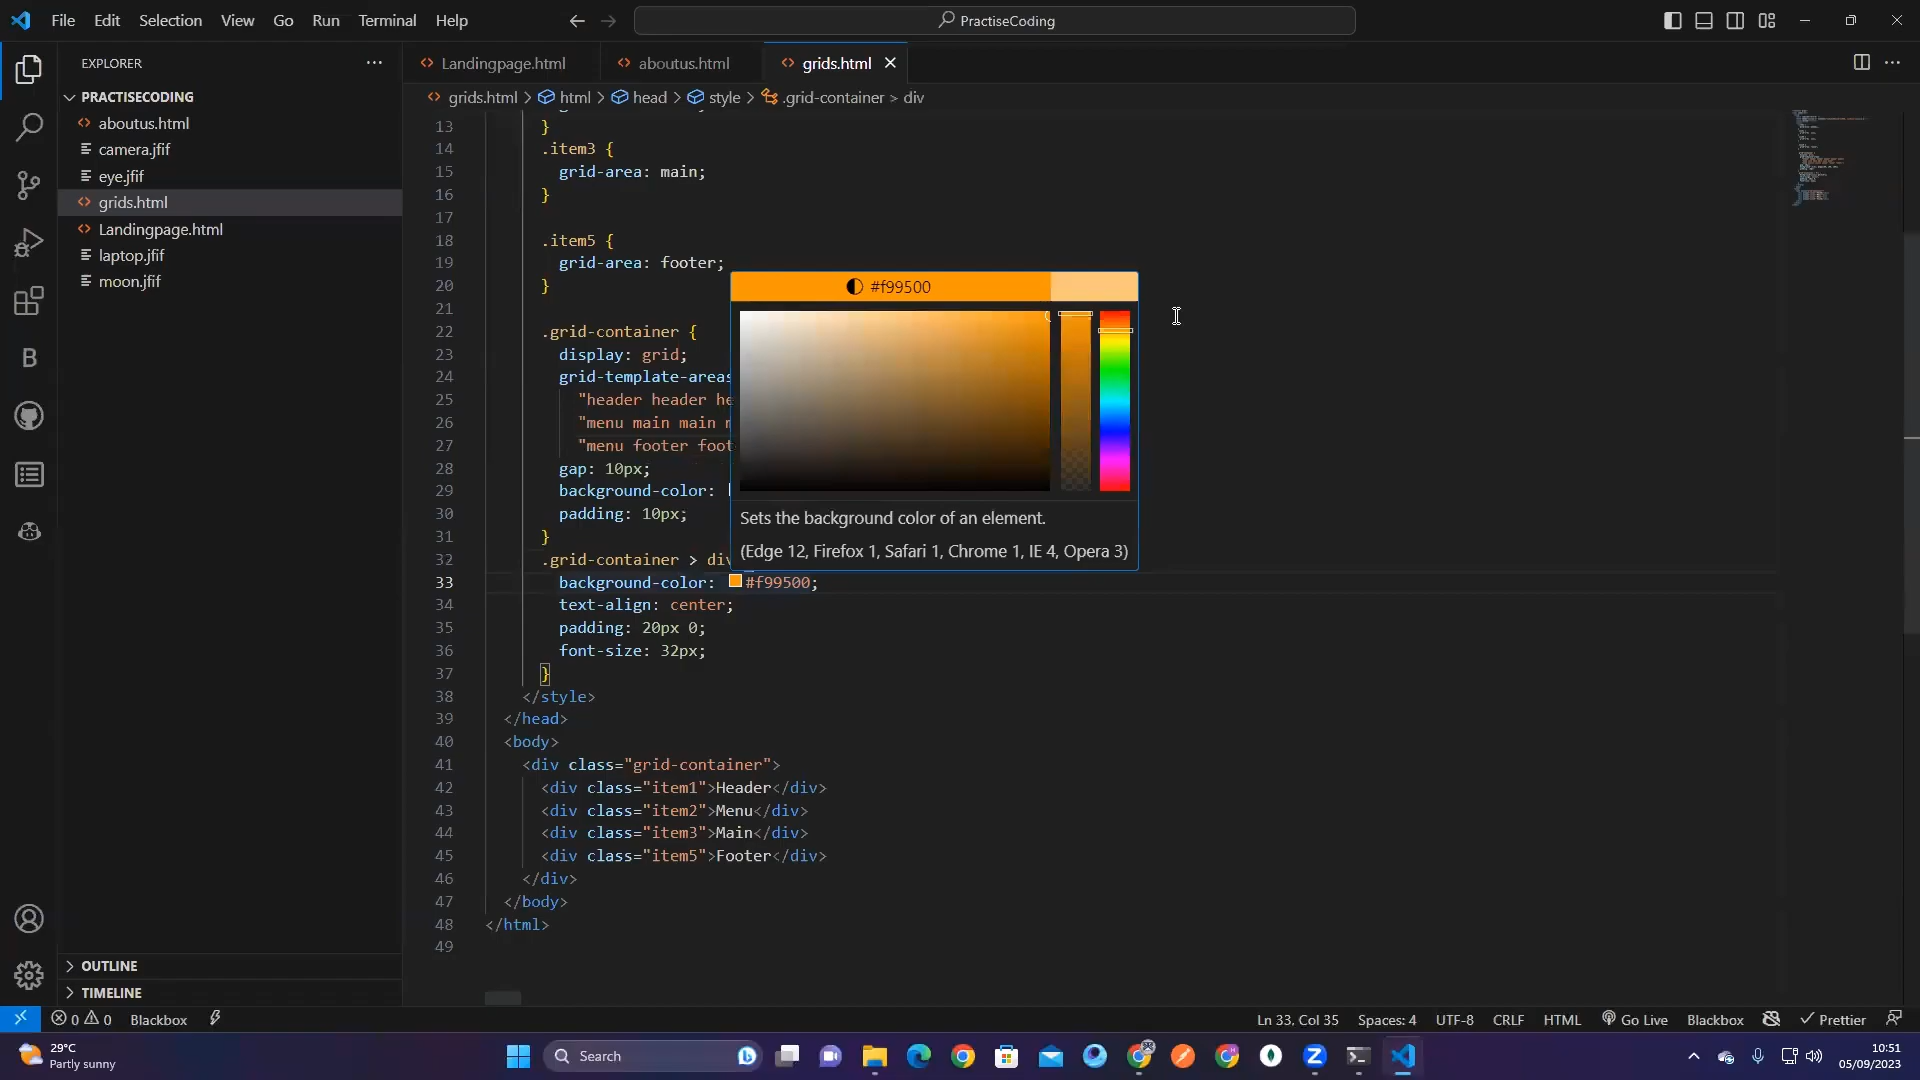 File Edit Selection View Go Run Terminal Help
PractiseCoding
EXPLORER
PRACTISECODING
aboutus.html
camera.jfif
eye.jfif
grids.html
Landingpage.html
laptop.jfif
moon.jfif
OUTLINE
TIMELINE
Landingpage.html aboutus.html grids.html
grids.html > html > head > style > .grid-container > div
13 }
14 .item3 {
15 grid-area: main;
16 }
17
18 .item5 {
19 grid-area: footer;
20 }
21
22 .grid-container {
23 display: grid;
24 grid-template-areas
25 "header header he
26 "menu main main
27 "menu footer foot
28 gap: 10px;
29 background-color:
30 padding: 10px;
31 }
32 .grid-container > div
33 background-color: #f99500;
34 text-align: center;
35 padding: 20px 0;
36 font-size: 32px;
37 }
38 </style>
39 </head>
40 <body>
41 <div class="grid-container">
42 <div class="item1">Header</div>
43 <div class="item2">Menu</div>
44 <div class="item3">Main</div>
45 <div class="item5">Footer</div>
46 </div>
47 </body>
48 </html>
49
#f99500
Sets the background color of an element.
(Edge 12, Firefox 1, Safari 1, Chrome 1, IE 4, Opera 3)
0 0 Blackbox
Ln 33, Col 35 Spaces: 4 UTF-8 CRLF HTML Go Live Blackbox Prettier
29°C
Partly sunny
Search
10:51
05/09/2023